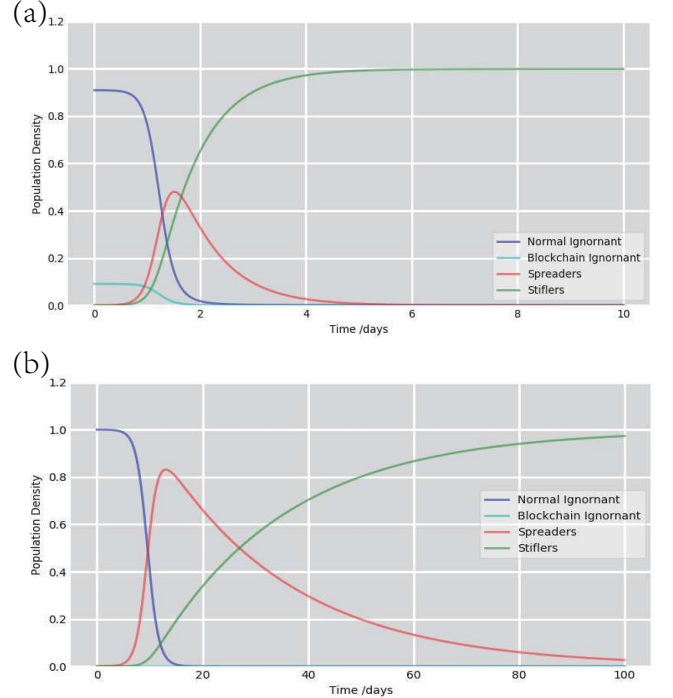 (a)
1.2
1.0
0.8
0.6
0.4
0.2
0.0
Population Density
Normal Ignornant
Blockchain Ignornant
Spreaders
Stiflers
0 2 4 6 8 10
Time /days
(b)
1.2
1.0
0.8
0.6
0.4
0.2
0.0
Population Density
Normal Ignornant
Blockchain Ignornant
Spreaders
Stiflers
0 20 40 60 80 100
Time /days